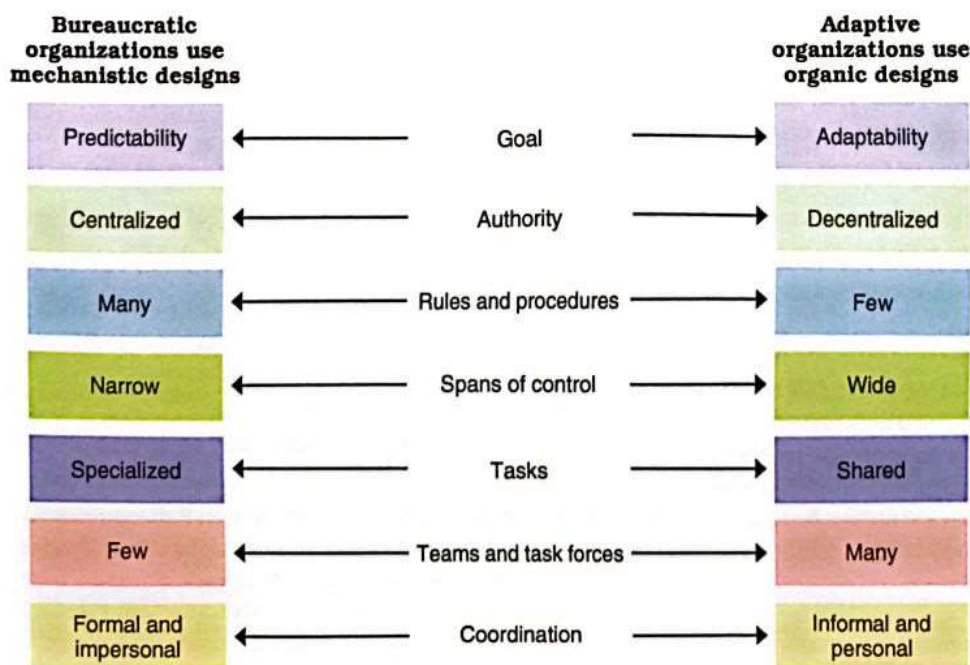 Bureaucratic
organizations use
mechanistic designs
Adaptive
organizations use
organic designs
Predictability
Goal
Adaptability
Centralized
Authority
Decentralized
Many
Rules and procedures
Few
Narrow
Spans of control
Wide
Specialized
Tasks
Shared
Few
Teams and task forces
Many
Formal and
impersonal
Coordination
Informal and
personal